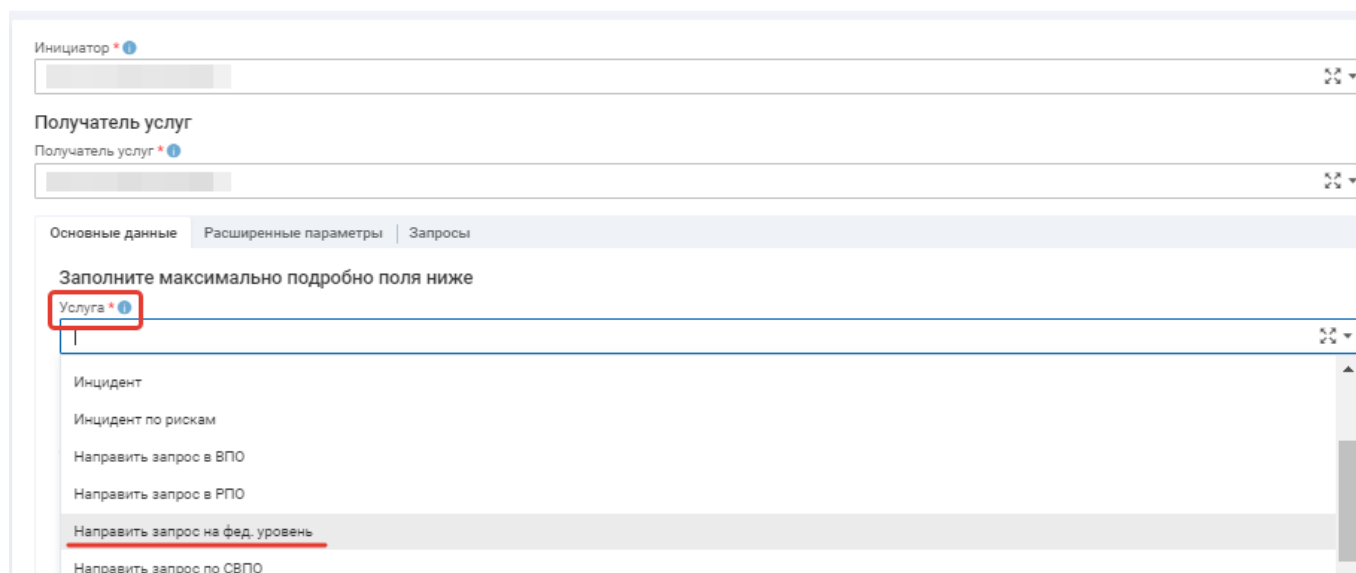 Инициатор *
Получатель услуг
Получатель услуг *
Основные данные Расширенные параметры Запросы
Заполните максимально подробно поля ниже
Услуга *
Инцидент
Инцидент по рискам
Направить запрос в ВПО
Направить запрос в РПО
Направить запрос на фед. уровень
Направить запрос по СВПО